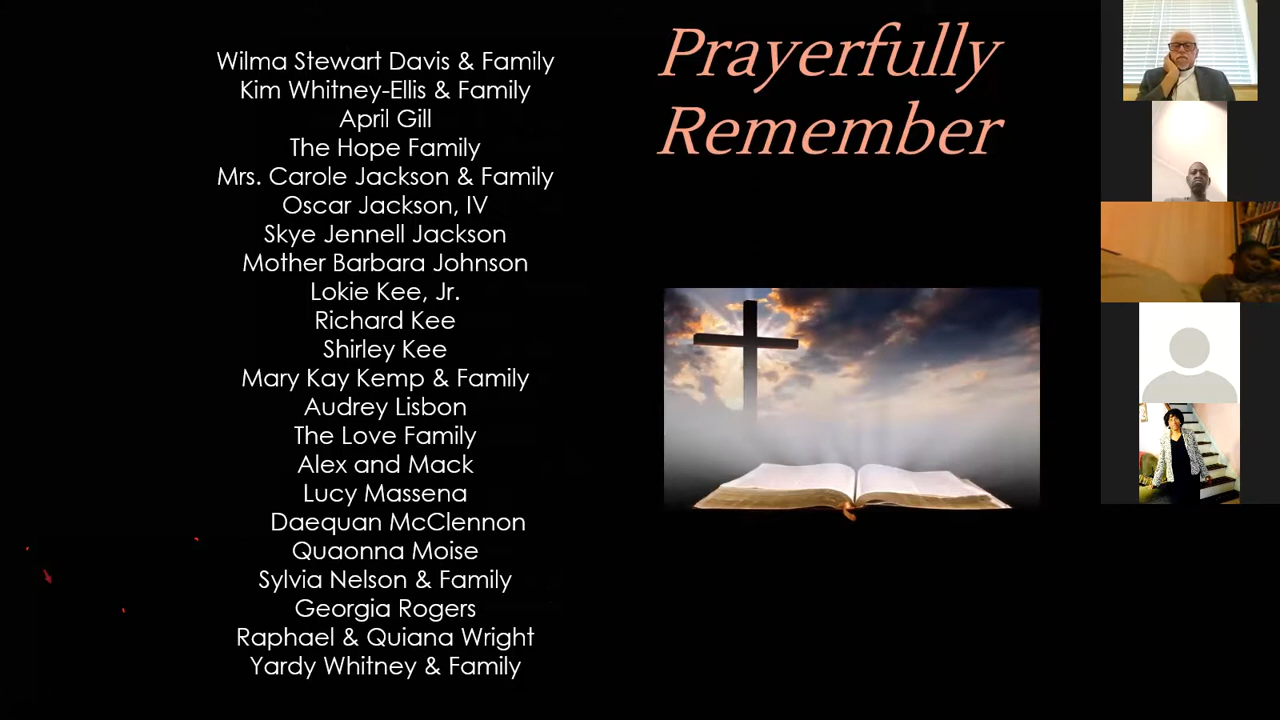 Prayerfully
Remember
Wilma Stewart Davis & Family
Kim Whitney-Ellis & Family
April Gill
The Hope Family
Mrs. Carole Jackson & Family
Oscar Jackson, IV
Skye Jennell Jackson
Mother Barbara Johnson
Lokie Kee, Jr.
Richard Kee
Shirley Kee
Mary Kay Kemp & Family
Audrey Lisbon
The Love Family
Alex and Mack
Lucy Massena
Daequan McClennon
Quaonna Moise
Sylvia Nelson & Family
Georgia Rogers
Raphael & Quiana Wright
Yardy Whitney & Family